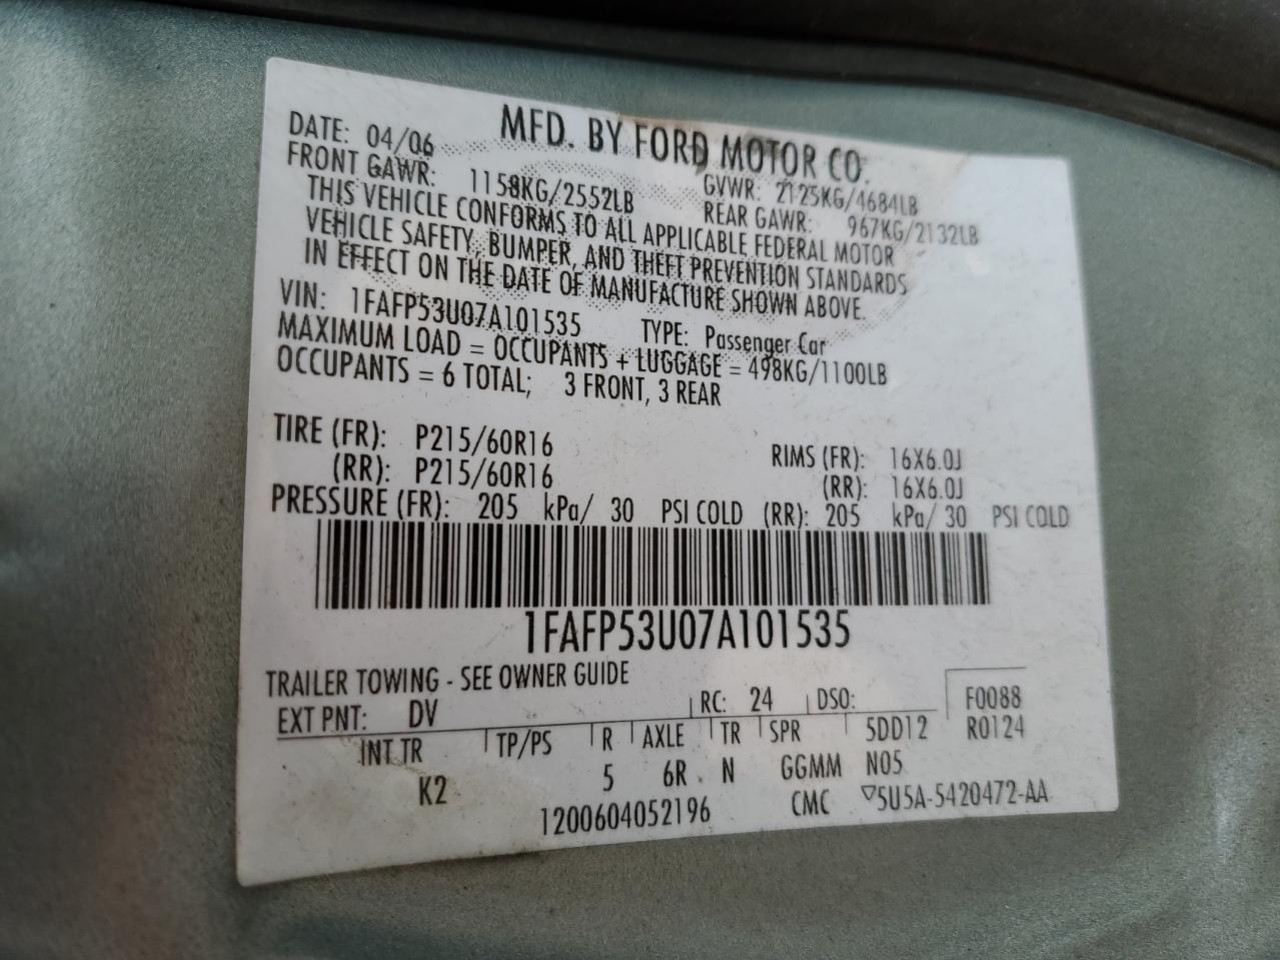 MFD. BY FORD MOTOR CO.
DATE: 04/06 GVWR: 2125KG/4684LB
FRONT GAWR: 1158KG/2552LB REAR GAWR: 967KG/2132LB
THIS VEHICLE CONFORMS TO ALL APPLICABLE FEDERAL MOTOR
VEHICLE SAFETY, BUMPER, AND THEFT PREVENTION STANDARDS
IN EFFECT ON THE DATE OF MANUFACTURE SHOWN ABOVE.
VIN: 1FAFP53U07A101535 TYPE: Passenger Car
MAXIMUM LOAD = OCCUPANTS + LUGGAGE = 498KG/1100LB
OCCUPANTS = 6 TOTAL; 3 FRONT, 3 REAR
TIRE (FR): P215/60R16 RIMS (FR): 16X6.0J
(RR): P215/60R16 (RR): 16X6.0J
PRESSURE (FR): 205 kPa/ 30 PSI COLD (RR): 205 kPa/ 30 PSI COLD
1FAFP53U07A101535
TRAILER TOWING - SEE OWNER GUIDE
EXT PNT: DV RC: 24 DSO: F0088
INT TR TP/PS R AXLE TR SPR 5DD12 R0124
K2 5 6R N GGMM N05
1200604052196 CMC ▽5U5A-5420472-AA